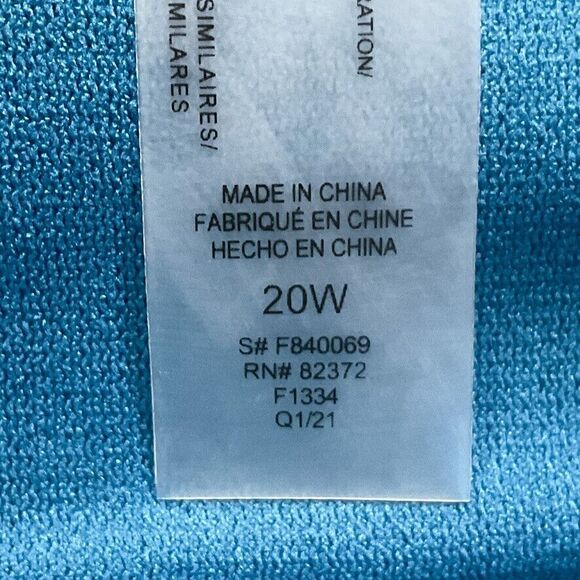 RATION/
SIMILAIRES/
MILARES
MADE IN CHINA
FABRIQUÉ EN CHINE
HECHO EN CHINA
20W
S# F840069
RN# 82372
F1334
Q1/21